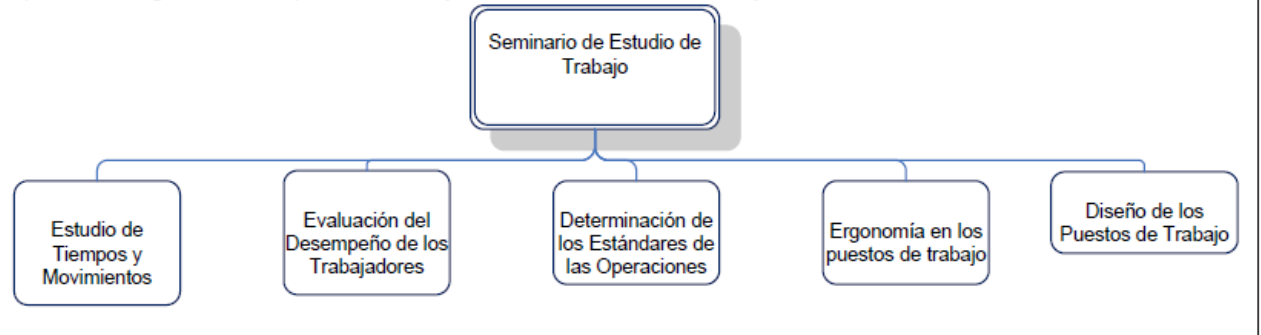 Seminario de Estudio de
Trabajo
Estudio de
Tiempos y
Movimientos
Evaluación del
Desempeño de los
Trabajadores
Determinación de
los Estándares de
las Operaciones
Ergonomía en los
puestos de trabajo
Diseño de los
Puestos de Trabajo